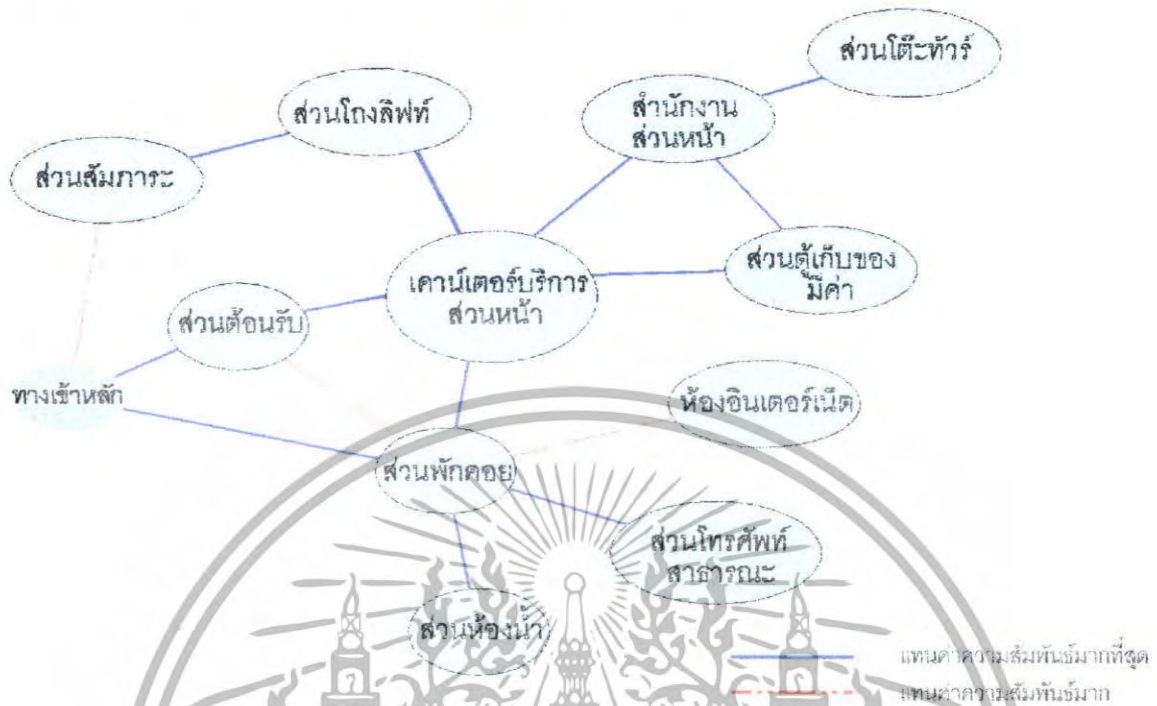 ส่วนโต๊ะทัวร์
ส่วนโถงลิฟท์
สำนักงาน
ส่วนหน้า
ส่วนสัมภาระ
ส่วนตู้เก็บของ
มีค่า
เคาน์เตอร์บริการ
ส่วนหน้า
ส่วนต้อนรับ
ทางเข้าหลัก
ห้องอินเตอร์เน็ต
ส่วนพักคอย
ส่วนโทรศัพท์
สาธารณะ
ส่วนห้องน้ำ
แทนค่าความสัมพันธ์มากที่สุด
แทนค่าความสัมพันธ์มาก